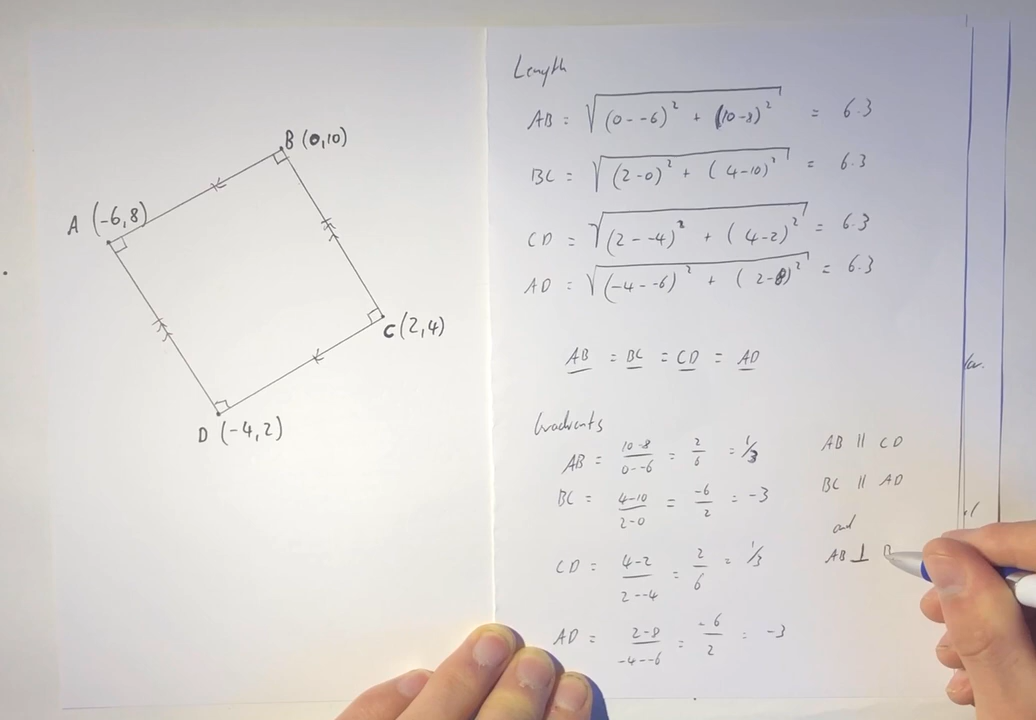 B (0,10)
A (-6,8)
C (2,4)
D (-4,2)
Length
AB = √(0--6)² + (10-8)² = 6.3
BC = √(2-0)² + (4-10)² = 6.3
CD = √(2--4)² + (4-2)² = 6.3
AD = √(-4--6)² + (2-8)² = 6.3
AB = BC = CD = AD
Gradients
AB = 10-8/0--6 = 2/6 = 1/3
BC = 4-10/2-0 = -6/2 = -3
CD = 4-2/2--4 = 2/6 = 1/3
AD = 2-8/-4--6 = -6/2 = -3
AB || CD
BC || AD
and
AB ⊥ B